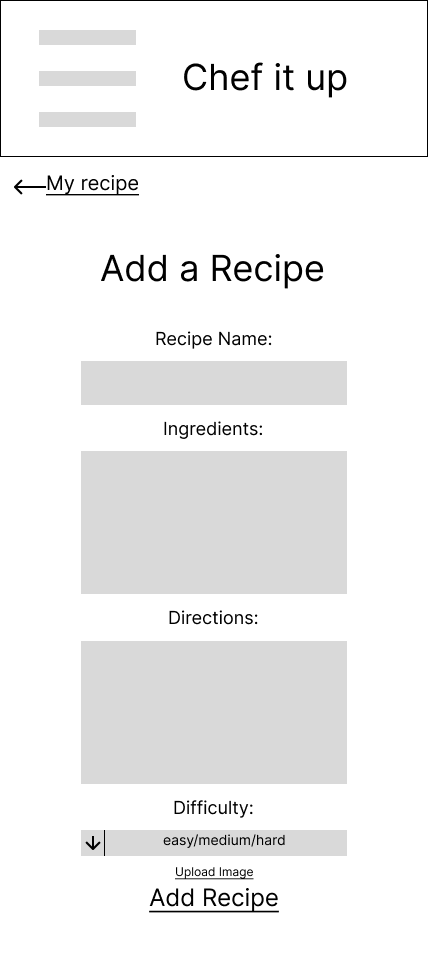 Chef it up
My recipe
Add a Recipe
Recipe Name:
Ingredients:
Directions:
Difficulty:
easy/medium/hard
Upload Image
Add Recipe